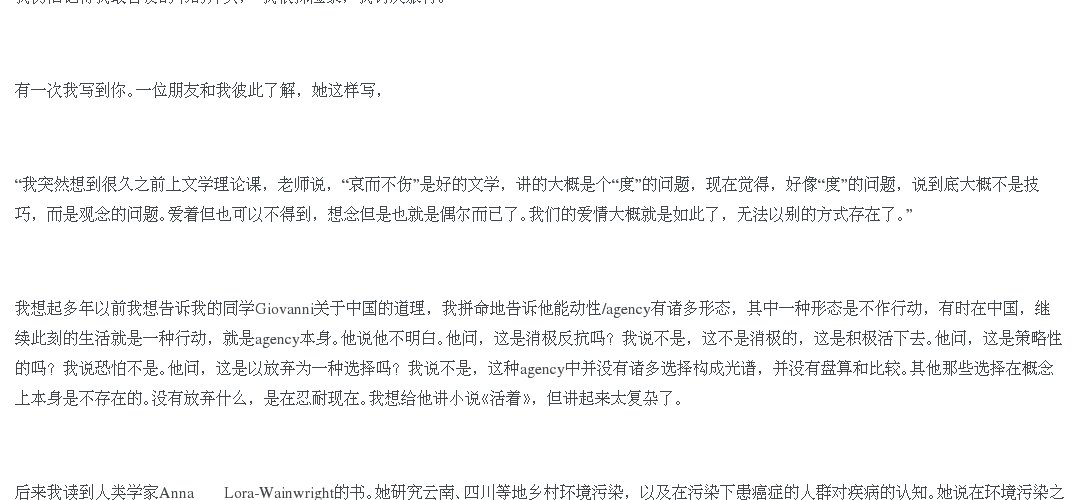 有一次我写到你。一位朋友和我彼此了解，她这样写，
“我突然想到很久之前上文学理论课，老师说，“哀而不伤”是好的文学，讲的大概是个“度”的问题，现在觉得，好像“度”的问题，说到底大概不是技
巧，而是观念的问题。爱着但也可以不得到，想念但是也就是偶尔而已了。我们的爱情大概就是如此了，无法以别的方式存在了。”
我想起多年以前我想告诉我的同学Giovanni关于中国的道理，我拼命地告诉他能动性/agency有诸多形态，其中一种形态是不作行动，有时在中国，继
续此刻的生活就是一种行动，就是agency本身。他说他不明白。他问，这是消极反抗吗？我说不是，这不是消极的，这是积极活下去。他问，这是策略性
的吗？我说恐怕不是。他问，这是以放弃为一种选择吗？我说不是，这种agency中并没有诸多选择构成光谱，并没有盘算和比较。其他那些选择在概念
上本身是不存在的。没有放弃什么，是在忍耐现在。我想给他讲小说《活着》，但讲起来太复杂了。
后来我读到人类学家Anna Lora-Wainwright的书。她研究云南、四川等地乡村环境污染，以及在污染下患癌症的人群对疾病的认知。她说在环境污染之